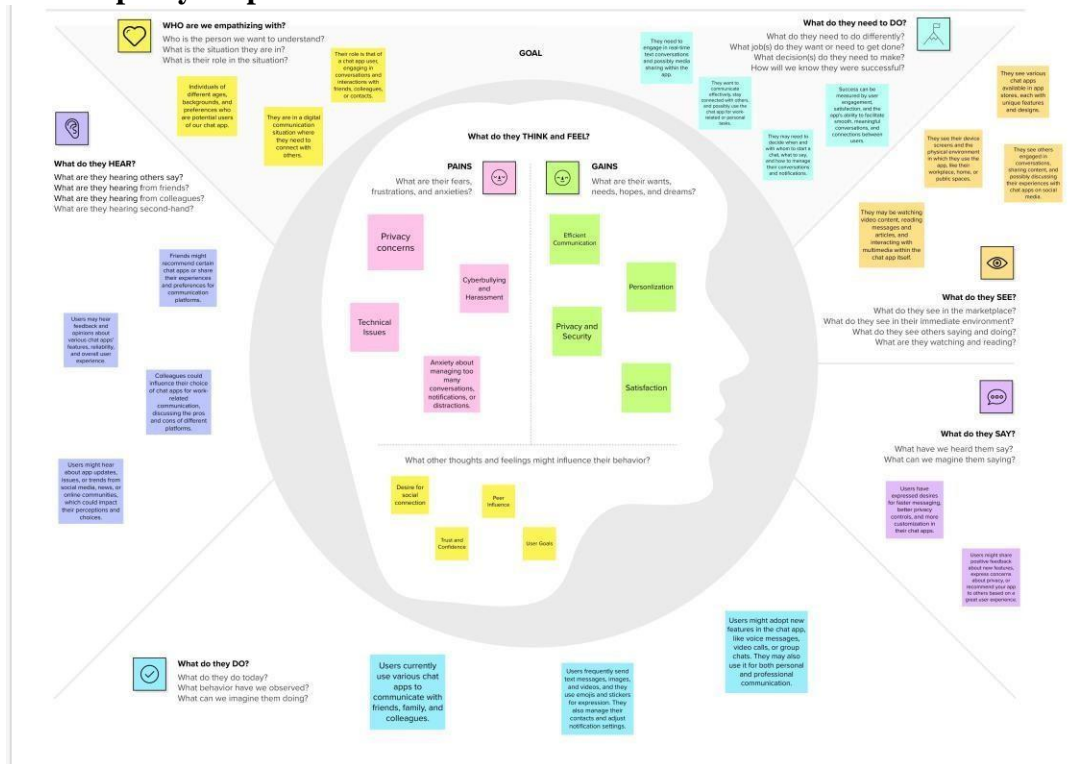 WHO are we empathizing with?
Who is the person we want to understand?
What is the situation they are in?
What is their role in the situation?
Individuals of
different ages,
backgrounds, and
preferences who
are potential users
of our chat app.
They are in a digital
communication
situation where
they need to
connect with
others.
Their role is that of
a chat app user,
engaging in
conversations and
interactions with
friends, colleagues,
or contacts.
GOAL
What do they need to DO?
What do they need to do differently?
What job(s) do they want or need to get done?
What decision(s) do they need to make?
How will we know they were successful?
They need to
engage in real-time
text conversations
and possibly media
sharing within the
app.
They want to
communicate
effectively, stay
connected with others,
and possibly use the
chat app for work-
related or personal
tasks.
They may need to
decide when and
with whom to start a
chat, what to say,
and how to manage
their conversations
and notifications.
Success can be
measured by user
engagement,
satisfaction, and the
app's ability to facilitate
smooth, meaningful
conversations, and
connections between
users.
They see various
chat apps
available in app
stores, each with
unique features
and designs.
They see their device
screens and the
physical environment
in which they use the
app, like their
workplace, home, or
public spaces.
They see others
engaged in
conversations,
sharing content, and
possibly discussing
their experiences with
chat apps on social
media.
They may be watching
video content, reading
messages and
articles, and
interacting with
multimedia within the
chat app itself.
What do they SEE?
What do they see in the marketplace?
What do they see in their immediate environment?
What do they see others saying and doing?
What are they watching and reading?
What do they HEAR?
What are they hearing others say?
What are they hearing from friends?
What are they hearing from colleagues?
What are they hearing second-hand?
Friends might
recommend certain
chat apps or share
their experiences
and preferences for
communication
platforms.
Users may hear
feedback and
opinions about
various chat apps'
features, reliability,
and overall user
experience.
Colleagues could
influence their choice
of chat apps for work-
related
communication,
discussing the pros
and cons of different
platforms.
Users might hear
about app updates,
issues, or trends from
social media, news, or
online communities,
which could impact
their perceptions and
choices.
What do they THINK and FEEL?
PAINS
What are their fears,
frustrations, and anxieties?
Privacy
concerns
Cyberbullying
and
Harassment
Technical
Issues
Anxiety about
managing too
many
conversations,
notifications, or
distractions.
GAINS
What are their wants,
needs, hopes, and dreams?
Efficient
Communication
Personlization
Privacy and
Security
Satisfaction
What other thoughts and feelings might influence their behavior?
Desire for
social
connection
Peer
Influence
Trust and
Confidence
User Goals
What do they SAY?
What have we heard them say?
What can we magine them saying?
Users have
expressed desires
for faster messaging,
better privacy
controls, and more
customization in
their chat apps.
Users might share
positive feedback
about new features,
express concerns
about privacy, or
recommend your app
to others based on a
great user experience.
What do they DO?
What do they do today?
What behavior have we observed?
What can we imagine them doing?
Users currently
use various chat
apps to
communicate with
friends, family, and
colleagues.
Users frequently send
text messages, images,
and videos, and they
use emojis and stickers
for expression. They
also manage their
contacts and adjust
notification settings.
Users might adopt new
features in the chat app,
like voice messages,
video calls, or group
chats. They may also
use it for both personal
and professional
communication.